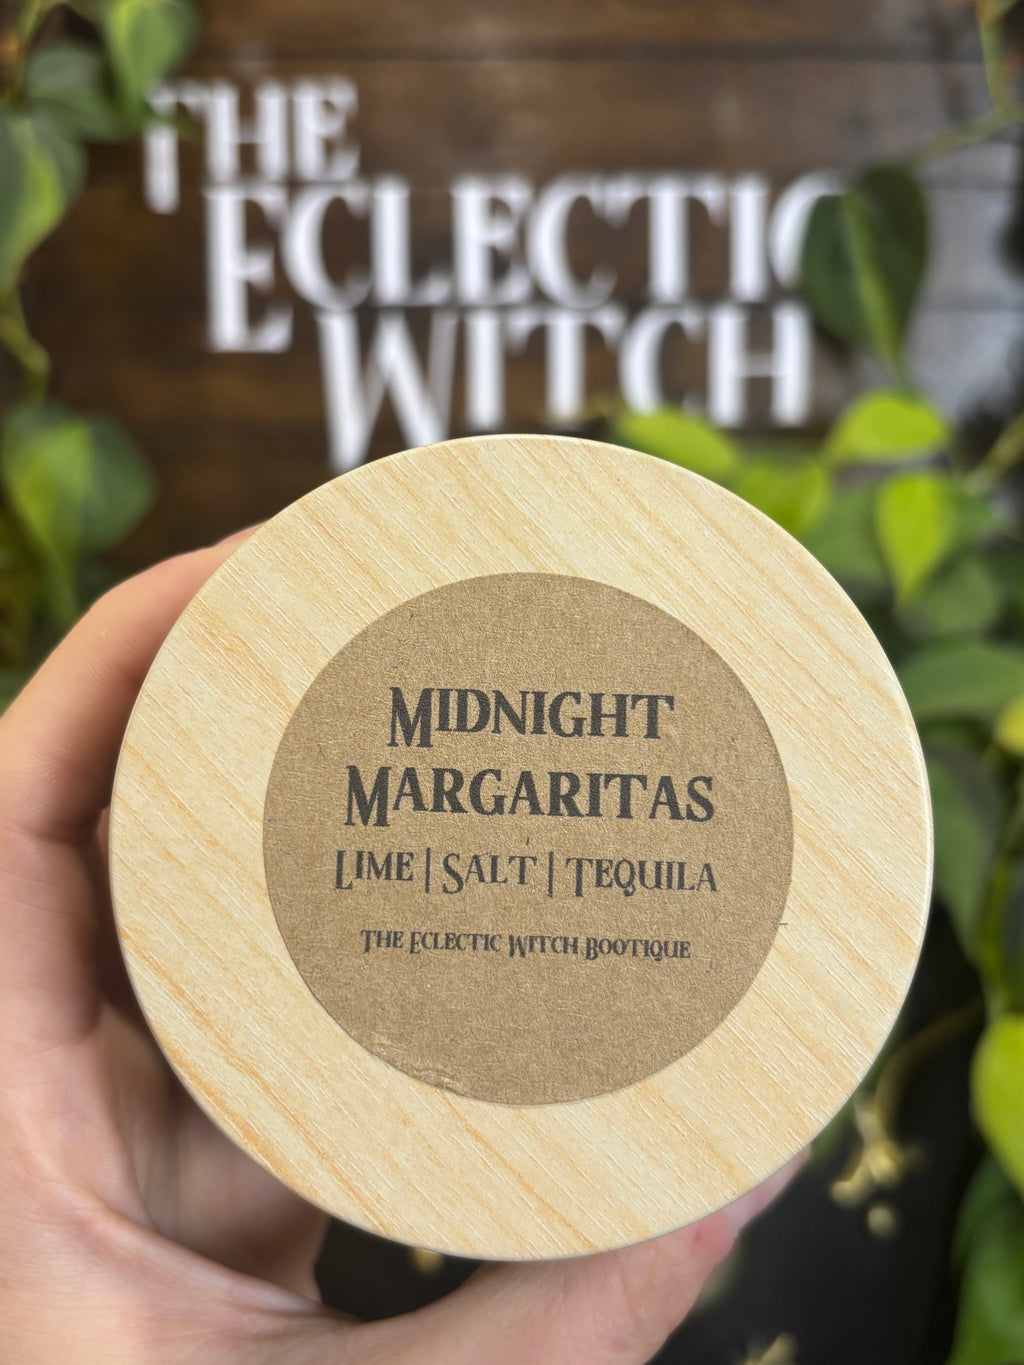 The
Eclectic
Witch
Midnight
Margaritas
Lime | Salt | Tequila
The Eclectic Witch Bootique